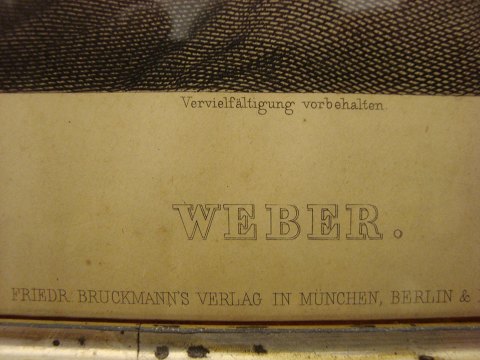 Vervielfältigung vorbehalten.
WEBER.
FRIEDR. BRUCKMANN'S VERLAG IN MÜNCHEN, BERLIN &